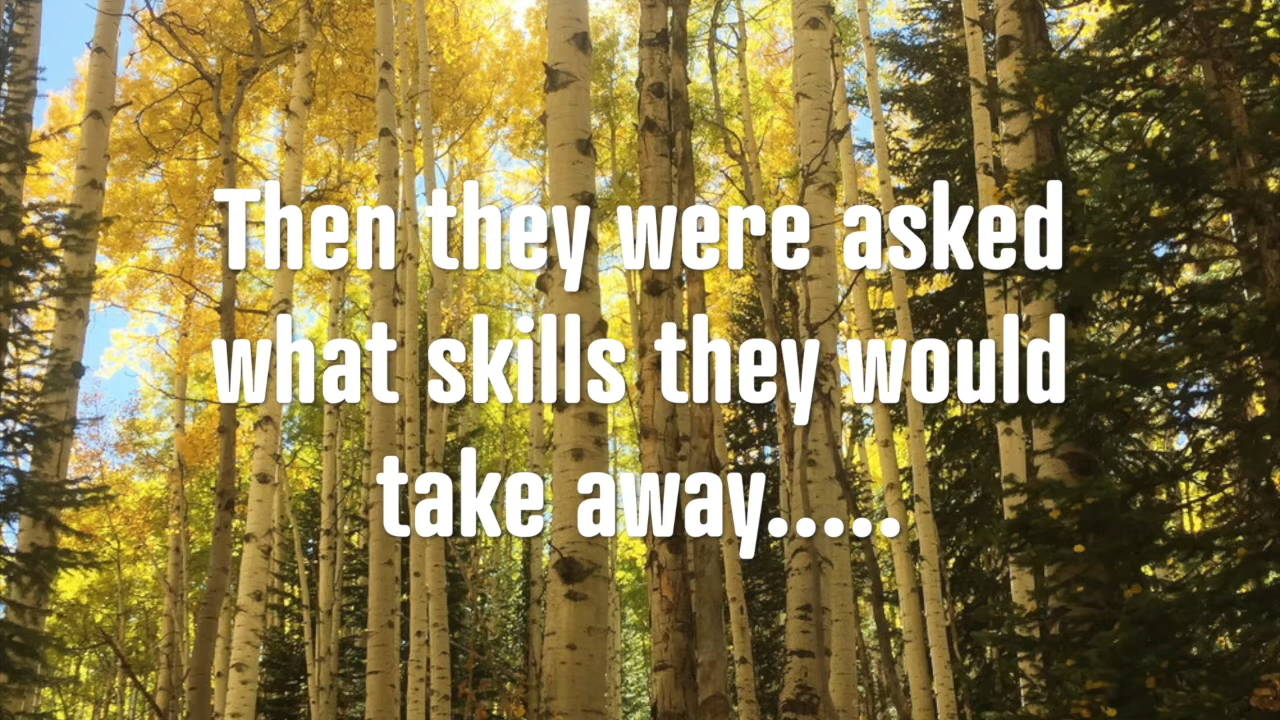 Then they were asked
what skills they would
take away.....